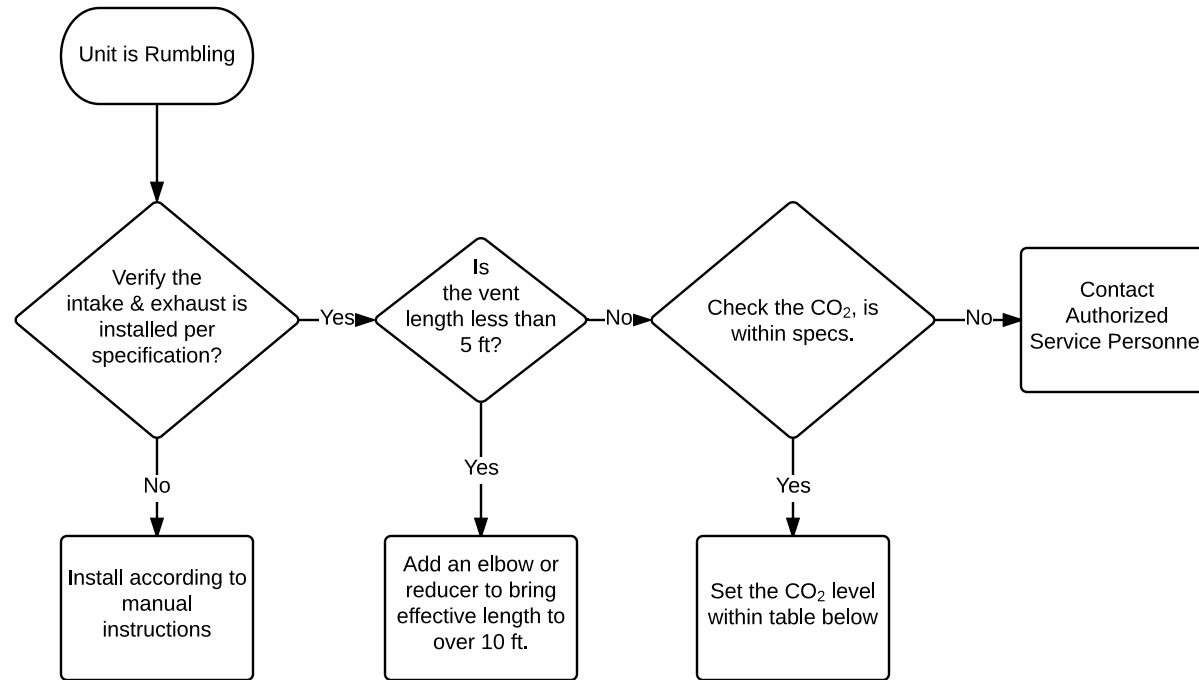 Unit is Rumbling
Verify the
intake & exhaust is
installed per
specification?
Yes
Is
the vent
length less than
5 ft?
No
Check the CO₂, is
within specs.
No
Contact
Authorized
Service Personnel
No
Yes
Yes
Install according to
manual
instructions
Add an elbow or
reducer to bring
effective length to
over 10 ft.
Set the CO₂ level
within table below